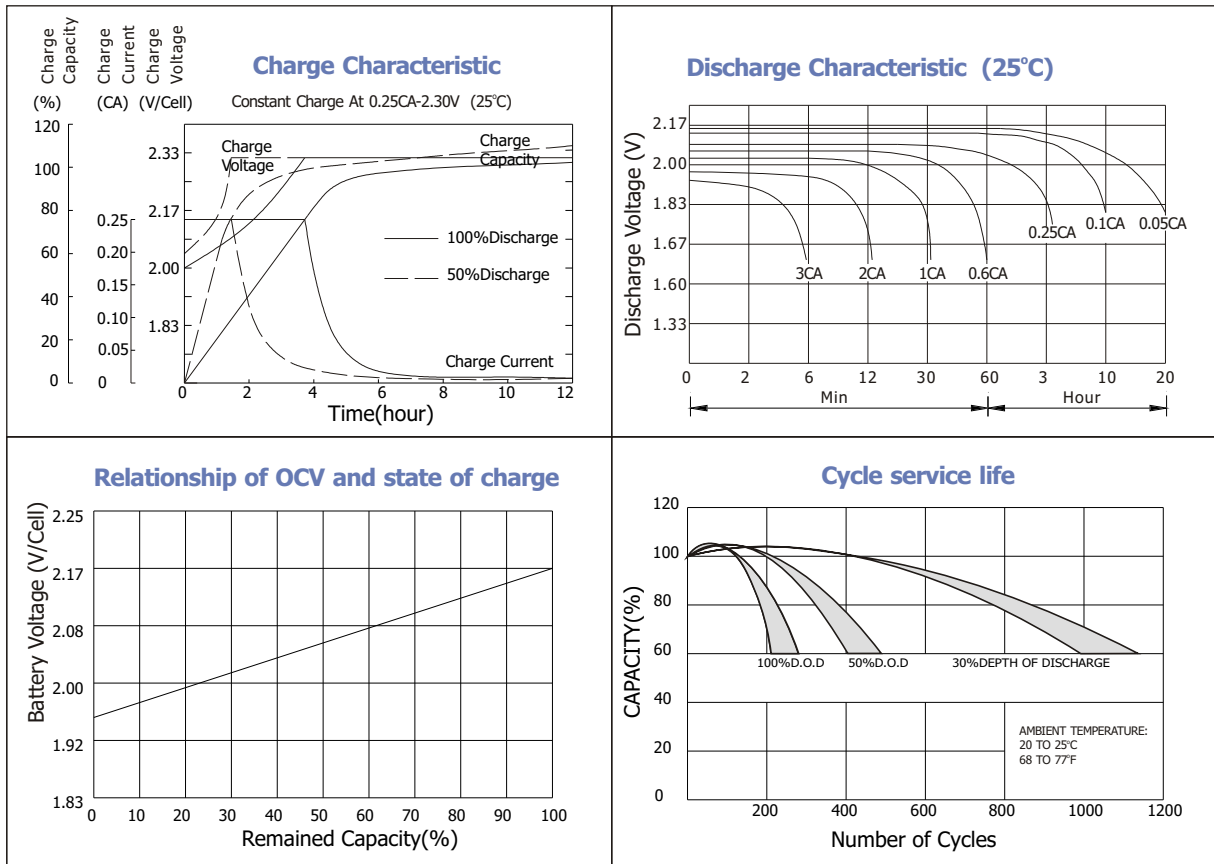 Charge
Capacity
Charge
Current
Charge
Voltage
(%)
(CA) (V/Cell)
Charge Characteristic
Constant Charge At 0.25CA-2.30V (25°C)
120
100
80
60
40
20
0
0.25
0.20
0.15
0.10
0.05
0
2.33
2.17
2.00
1.83
Charge
Voltage
Charge
Capacity
100%Discharge
50%Discharge
Charge Current
0 2 4 6 8 10 12
Time(hour)
Discharge Characteristic (25°C)
Discharge Voltage (V)
2.17
2.00
1.83
1.67
1.60
1.33
3CA 2CA 1CA 0.6CA 0.25CA 0.1CA 0.05CA
0 2 6 12 30 60 3 10 20
Min Hour
Relationship of OCV and state of charge
Battery Voltage (V/Cell)
2.25
2.17
2.08
2.00
1.92
1.83
0 10 20 30 40 50 60 70 80 90 100
Remained Capacity(%)
Cycle service life
CAPACITY(%)
120
100
80
60
40
20
0
100%D.O.D 50%D.O.D 30%DEPTH OF DISCHARGE
AMBIENT TEMPERATURE:
20 TO 25°C
68 TO 77°F
200 400 600 800 1000 1200
Number of Cycles